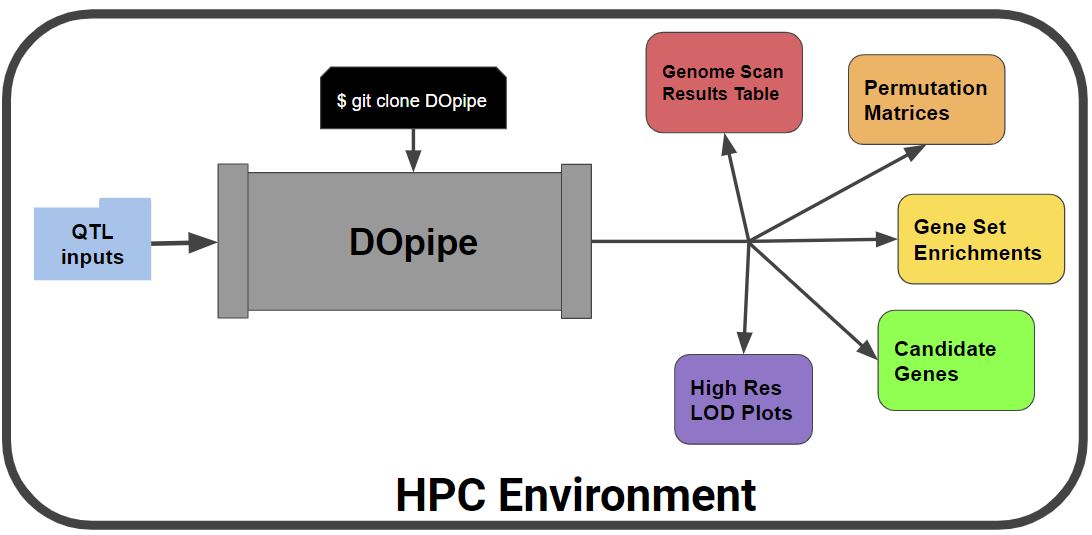 $ git clone DOpipe
QTL
inputs
DOpipe
Genome Scan
Results Table
Permutation
Matrices
Gene Set
Enrichments
Candidate
Genes
High Res
LOD Plots
HPC Environment